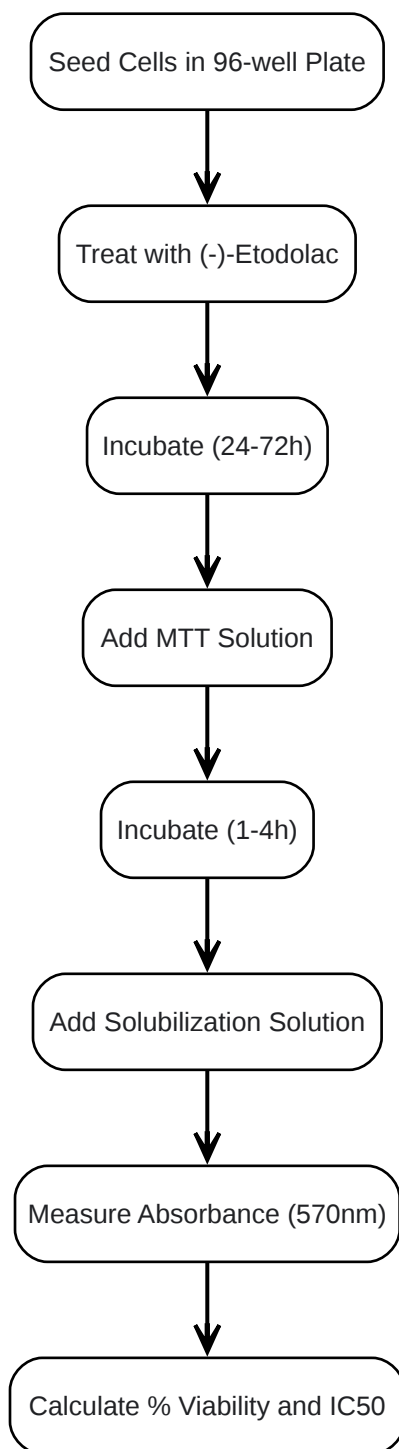 Seed Cells in 96-well Plate
Treat with (-)-Etodolac
Incubate (24-72h)
Add MTT Solution
Incubate (1-4h)
Add Solubilization Solution
Measure Absorbance (570nm)
Calculate % Viability and IC50